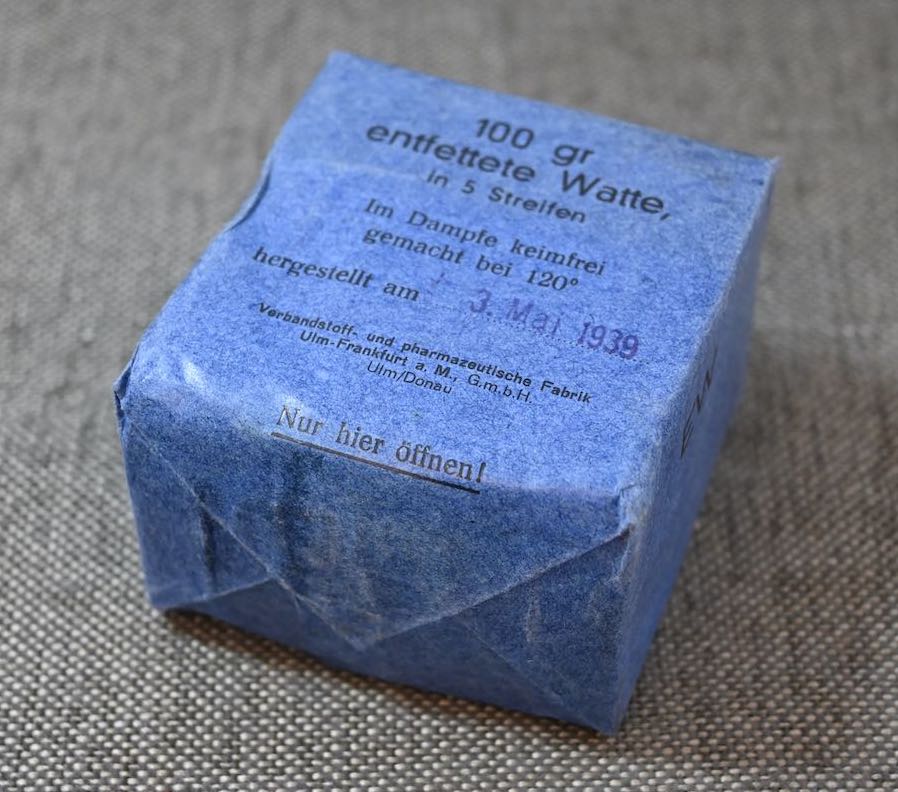 100 gr
entfettete Watte,
in 5 Streifen
Im Dampfe keimfrei
gemacht bei 120°
hergestellt am 3. Mai 1939
Verbandstoff- und pharmazeutische Fabrik
Ulm-Frankfurt a. M., G.m.b.H.
Ulm/Donau
Nur hier öffnen!